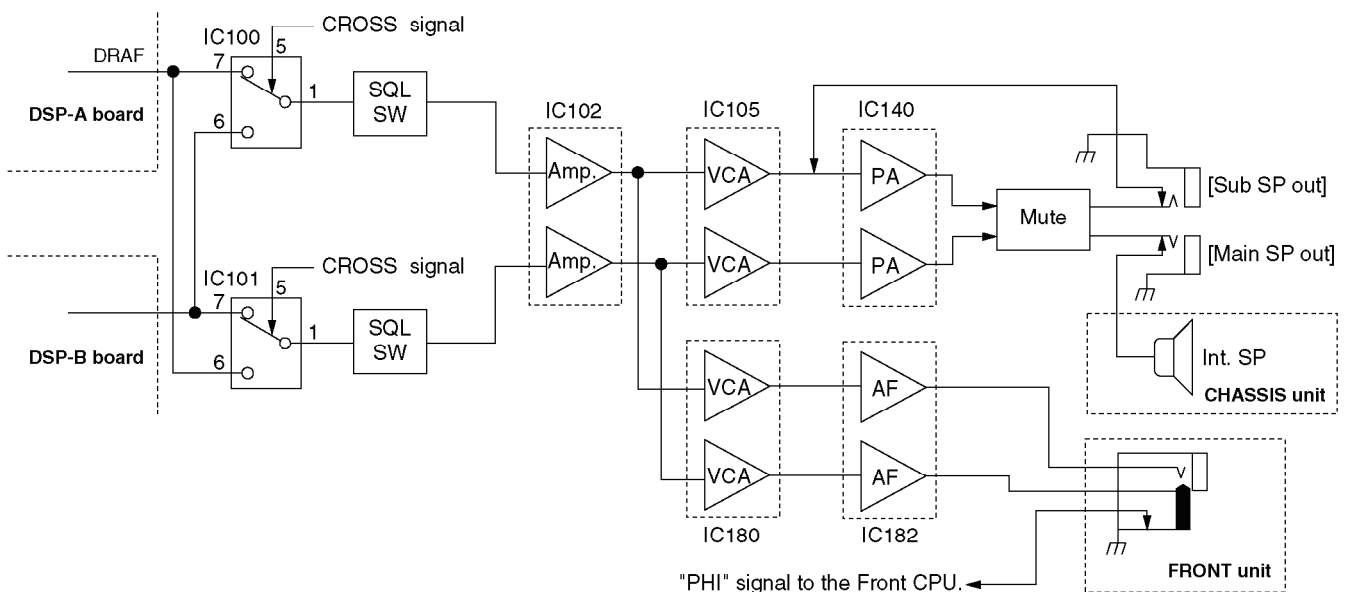 CROSS signal
IC100
5
DRAF
7
1
SQL
SW
DSP-A board
6
IC102
IC105
IC140
Amp.
VCA
PA
[Sub SP out]
Mute
Amp.
VCA
PA
[Main SP out]
CROSS signal
IC101
5
7
1
SQL
SW
DSP-B board
6
VCA
AF
Int. SP
CHASSIS unit
VCA
AF
IC180
IC182
FRONT unit
"PHI" signal to the Front CPU.